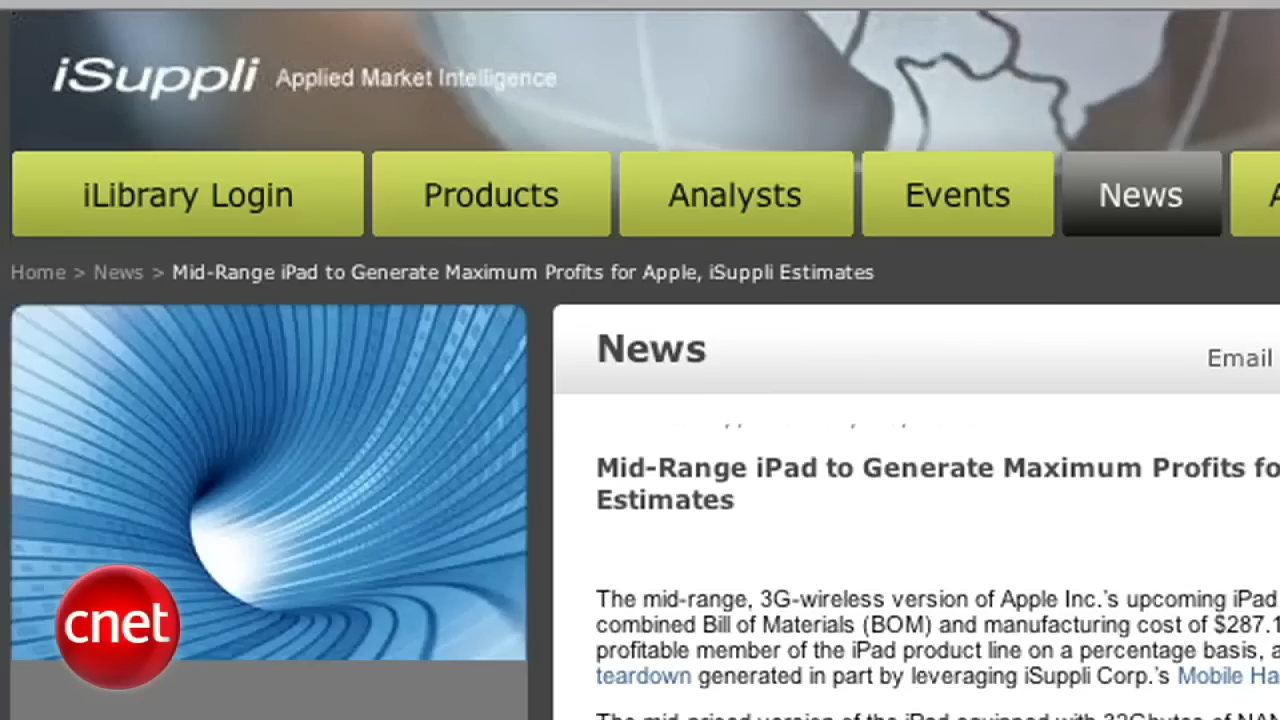 iSuppli Applied Market Intelligence
iLibrary Login Products Analysts Events News
Home > News > Mid-Range iPad to Generate Maximum Profits for Apple, iSuppli Estimates
News
Email
Mid-Range iPad to Generate Maximum Profits fo
Estimates
The mid-range, 3G-wireless version of Apple Inc.'s upcoming iPad
combined Bill of Materials (BOM) and manufacturing cost of $287.1
profitable member of the iPad product line on a percentage basis, a
teardown generated in part by leveraging iSuppli Corp.'s Mobile Ha
cnet